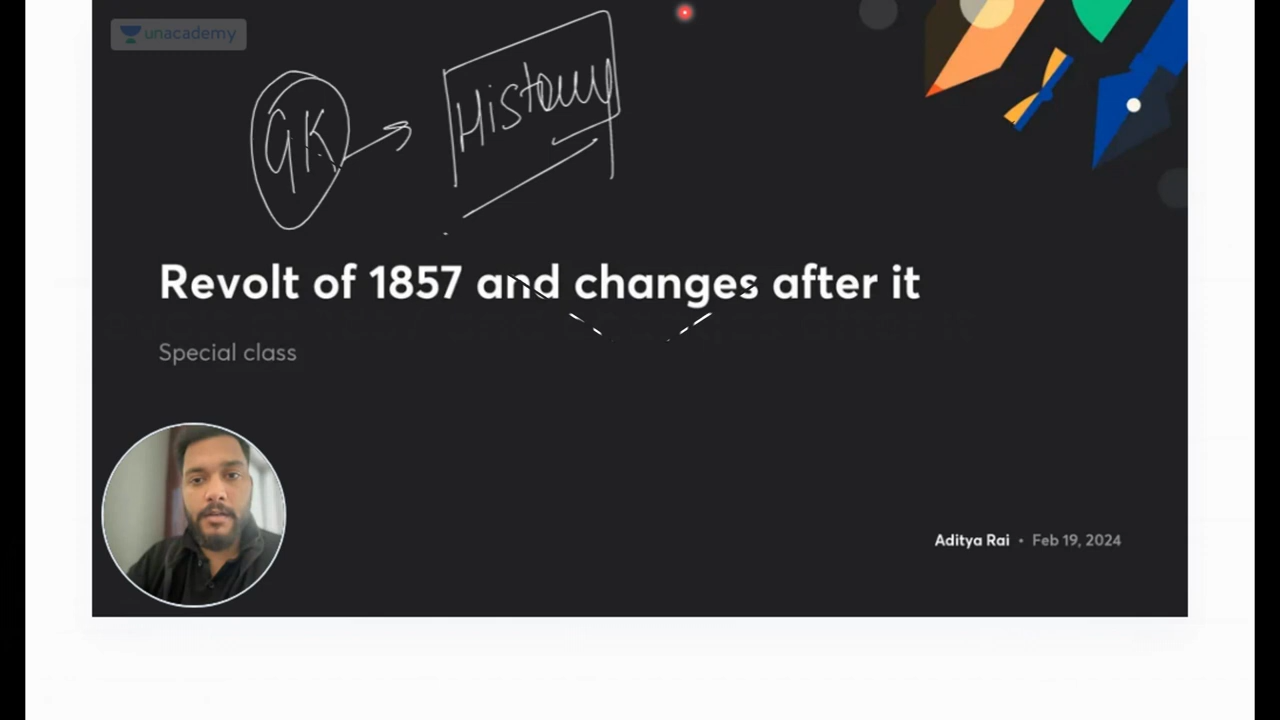 unacademy
GK History
Revolt of 1857 and changes after it
Special class
Aditya Rai • Feb 19, 2024